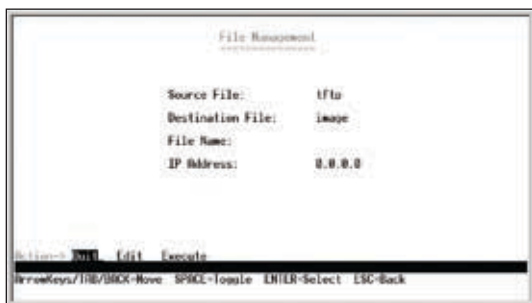 File Management
Source File: tftp
Destination File: image
File Name:
IP Address: 0.0.0.0
Action-> Quit Edit Execute
ArrowKeys/TAB/BACK-Move SPACE-Toggle ENTER-Select ESC-Back